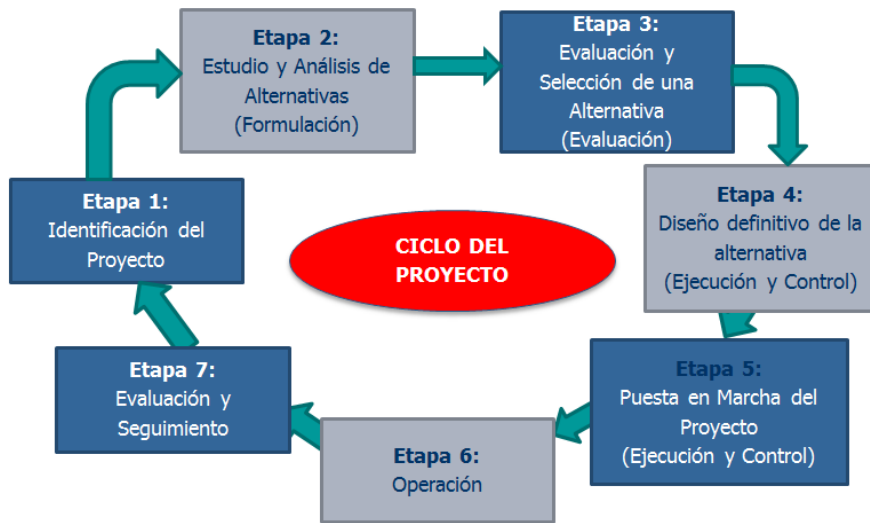 Etapa 1:
Identificación del
Proyecto
Etapa 2:
Estudio y Análisis de
Alternativas
(Formulación)
Etapa 3:
Evaluación y
Selección de una
Alternativa
(Evaluación)
Etapa 4:
Diseño definitivo de la
alternativa
(Ejecución y Control)
Etapa 5:
Puesta en Marcha del
Proyecto
(Ejecución y Control)
Etapa 6:
Operación
Etapa 7:
Evaluación y
Seguimiento
CICLO DEL
PROYECTO